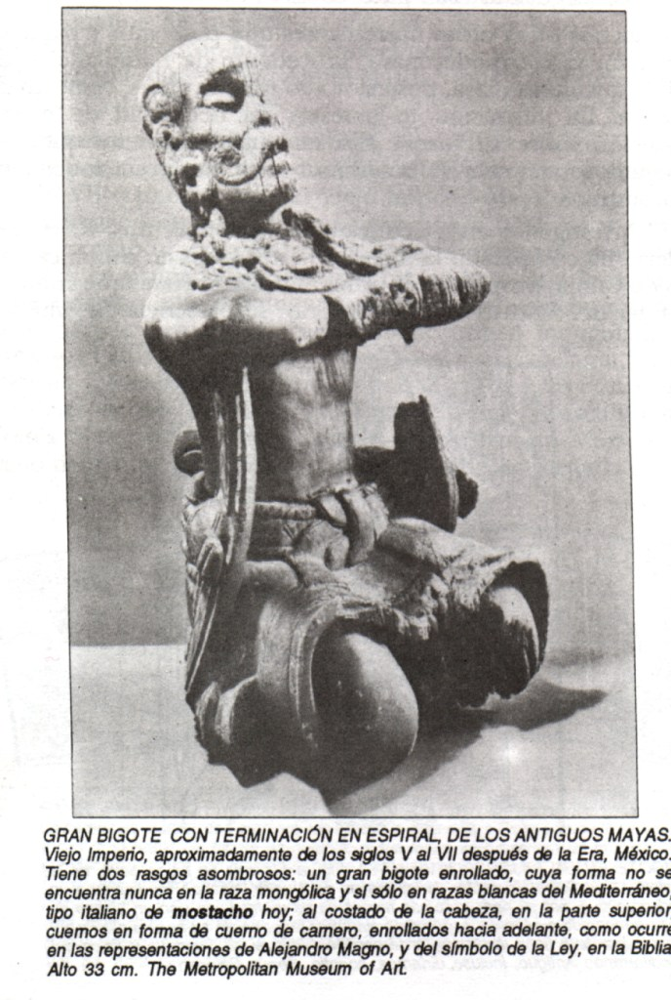 GRAN BIGOTE CON TERMINACIÓN EN ESPIRAL, DE LOS ANTIGUOS MAYAS.
Viejo Imperio, aproximadamente de los siglos V al VII después de la Era, México.
Tiene dos rasgos asombrosos: un gran bigote enrollado, cuya forma no se
encuentra nunca en la raza mongólica y sí sólo en razas blancas del Mediterráneo,
tipo italiano de mostacho hoy; al costado de la cabeza, en la parte superior,
cuernos en forma de cuerno de carnero, enrollados hacia adelante, como ocurre
en las representaciones de Alejandro Magno, y del símbolo de la Ley, en la Biblia.
Alto 33 cm. The Metropolitan Museum of Art.